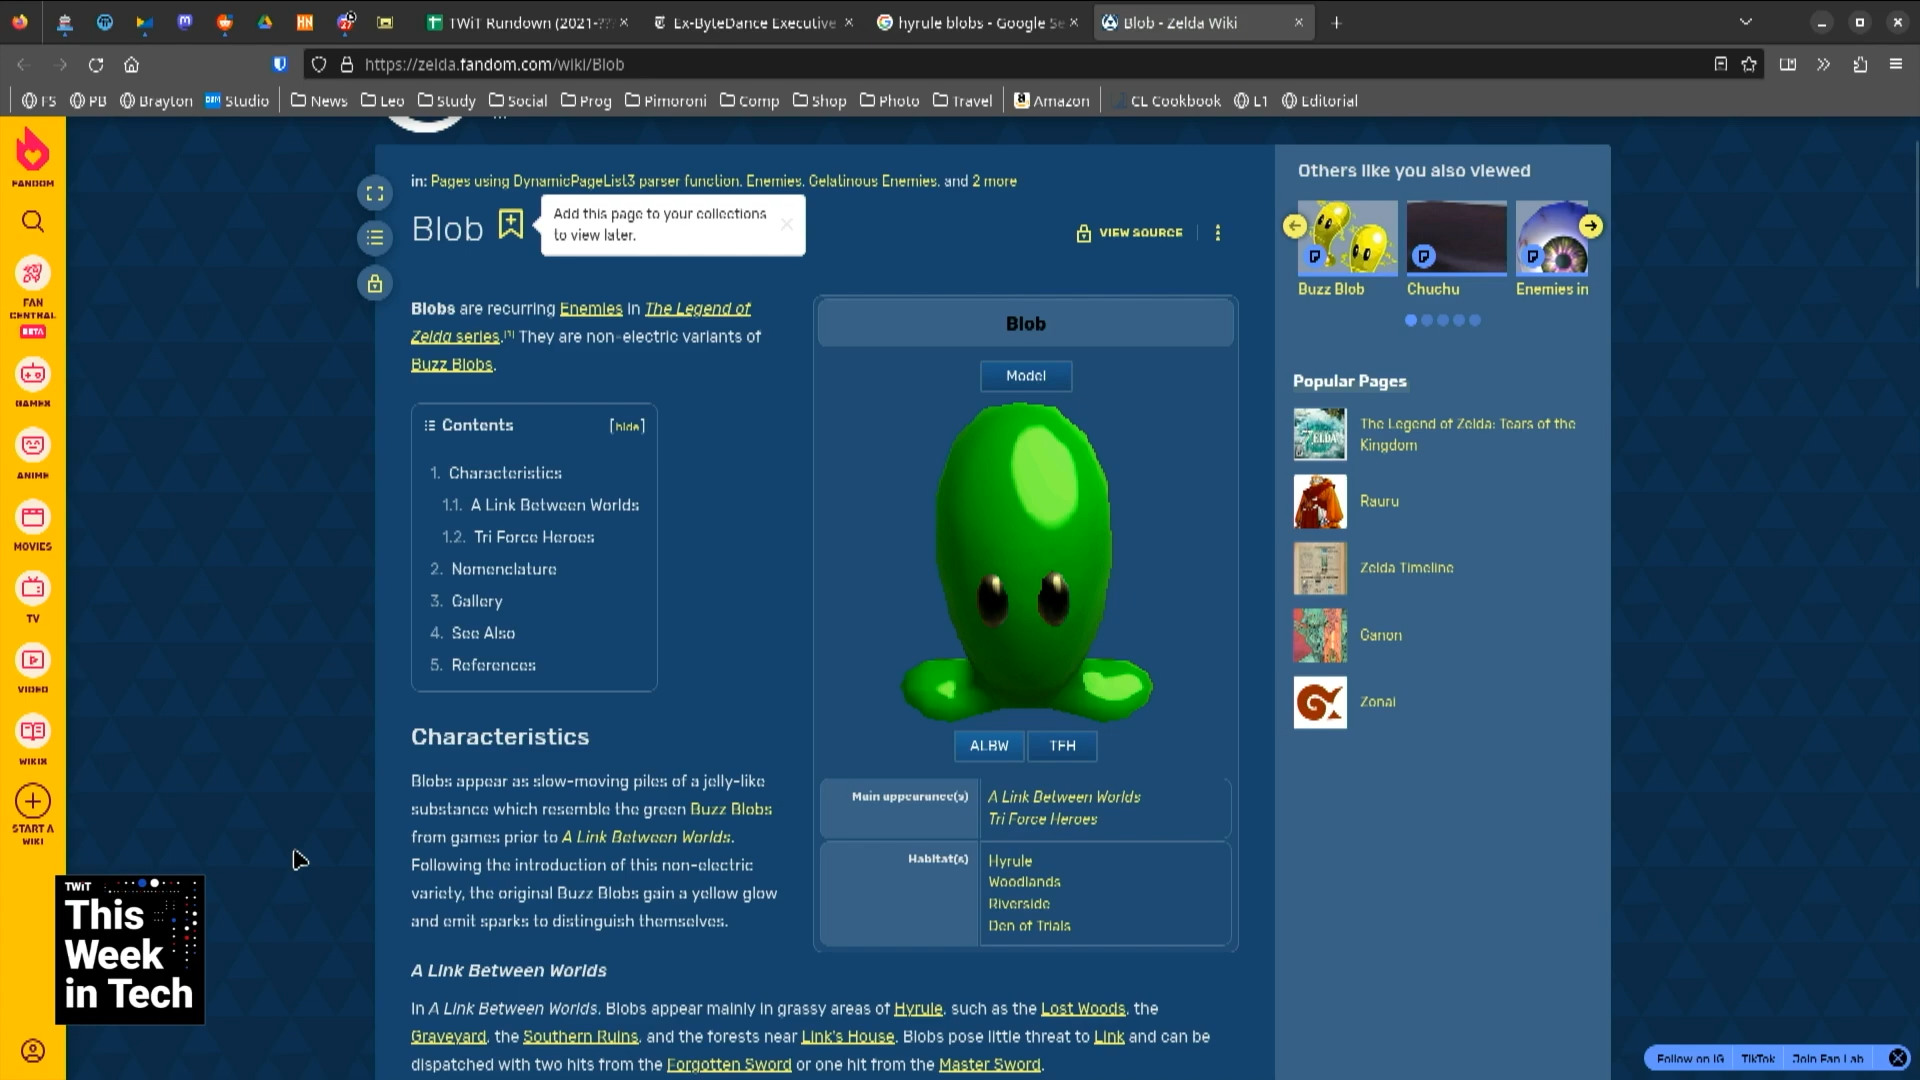 TWiT Rundown (2021-???
Ex-ByteDance Executive
hyrule blobs - Google Se
Blob - Zelda Wiki
https://zelda.fandom.com/wiki/Blob
FS PB Brayton Studio News Leo Study Social Prog Pimoroni Comp Shop Photo Travel Amazon CL Cookbook L1 Editorial
FANDOM
FAN
CENTRAL
BETA
GAMES
ANIME
MOVIES
TV
VIDEO
WIKIS
START A
WIKI
in: Pages using DynamicPageList3 parser function, Enemies, Gelatinous Enemies, and 2 more
Blob
Add this page to your collections
to view later.
VIEW SOURCE
Blobs are recurring Enemies in The Legend of
Zelda series.[1] They are non-electric variants of
Buzz Blobs.
Contents [hide]
1. Characteristics
1.1. A Link Between Worlds
1.2. Tri Force Heroes
2. Nomenclature
3. Gallery
4. See Also
5. References
Characteristics
Blobs appear as slow-moving piles of a jelly-like
substance which resemble the green Buzz Blobs
from games prior to A Link Between Worlds.
Following the introduction of this non-electric
variety, the original Buzz Blobs gain a yellow glow
and emit sparks to distinguish themselves.
A Link Between Worlds
In A Link Between Worlds, Blobs appear mainly in grassy areas of Hyrule, such as the Lost Woods, the
Graveyard, the Southern Ruins, and the forests near Link's House. Blobs pose little threat to Link and can be
dispatched with two hits from the Forgotten Sword or one hit from the Master Sword.
Blob
Model
ALBW TFH
Main appearance(s)
A Link Between Worlds
Tri Force Heroes
Habitat(s)
Hyrule
Woodlands
Riverside
Den of Trials
Others like you also viewed
Buzz Blob
Chuchu
Enemies in
Popular Pages
The Legend of Zelda: Tears of the
Kingdom
Rauru
Zelda Timeline
Ganon
Zonai
TWiT
This
Week
in Tech
Follow on IG TikTok Join Fan Lab